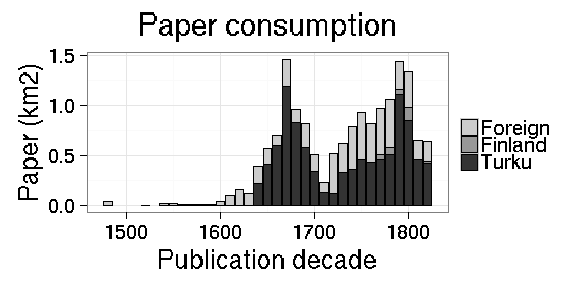 Paper consumption
Paper (km2)
1.5
1.0
0.5
0.0
1500 1600 1700 1800
Publication decade
Foreign
Finland
Turku